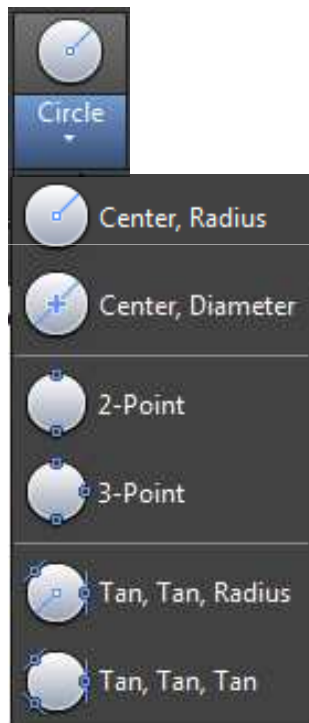 Circle
Center, Radius
Center, Diameter
2-Point
3-Point
Tan, Tan, Radius
Tan, Tan, Tan